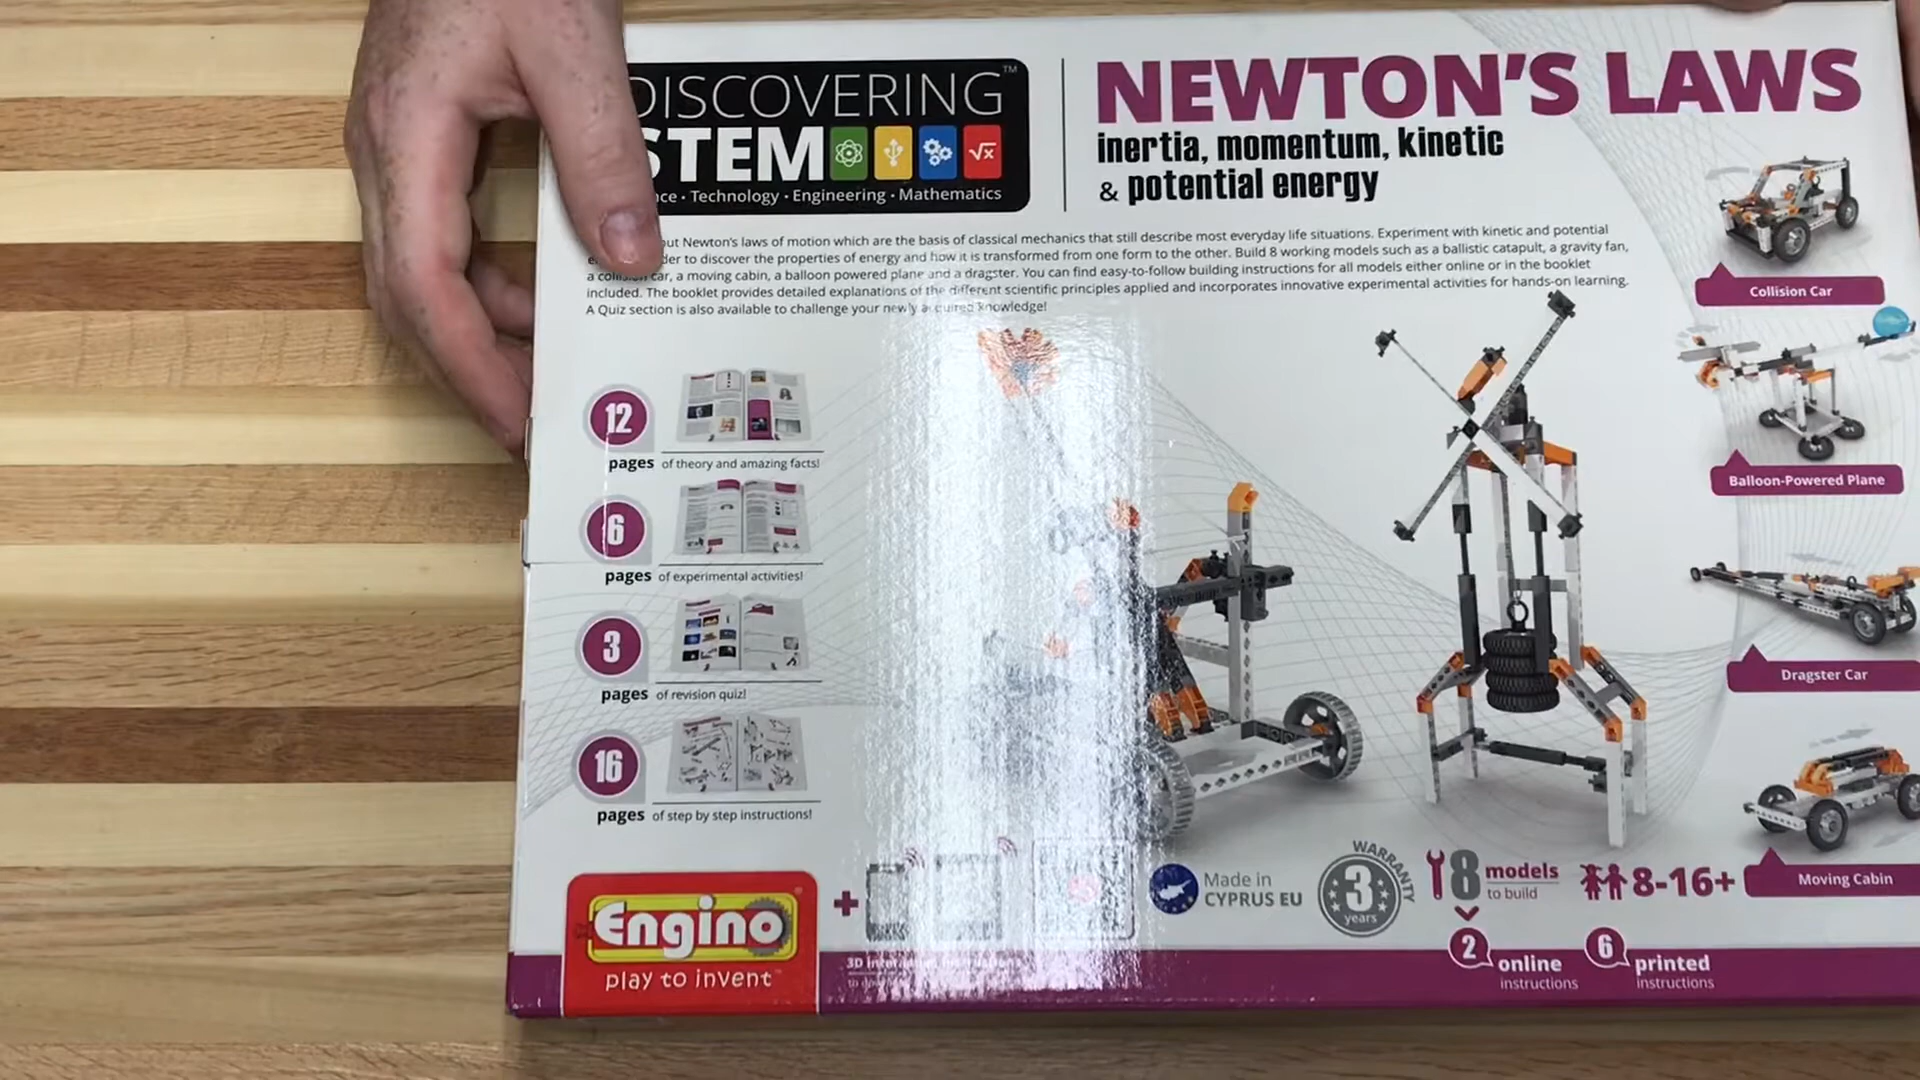 DISCOVERING™
STEM
Technology • Engineering • Mathematics
NEWTON'S LAWS
inertia, momentum, kinetic
& potential energy
Newton's laws of motion which are the basis of classical mechanics that still describe most everyday life situations. Experiment with kinetic and potential
to discover the properties of energy and how it is transformed from one form to the other. Build 8 working models such as a ballistic catapult, a gravity fan,
a collision car, a moving cabin, a balloon powered plane and a dragster. You can find easy-to-follow building instructions for all models either online or in the booklet
included. The booklet provides detailed explanations of the different scientific principles applied and incorporates innovative experimental activities for hands-on learning.
A Quiz section is also available to challenge your newly acquired knowledge!
12
pages of theory and amazing facts!
6
pages of experimental activities!
3
pages of revision quiz!
16
pages of step by step instructions!
Collision Car
Balloon-Powered Plane
Dragster Car
Moving Cabin
Engino®
play to invent™
+
3D
Made in
CYPRUS EU
WARRANTY
3
years
8 models
to build
8-16+
2 online
instructions
6 printed
instructions